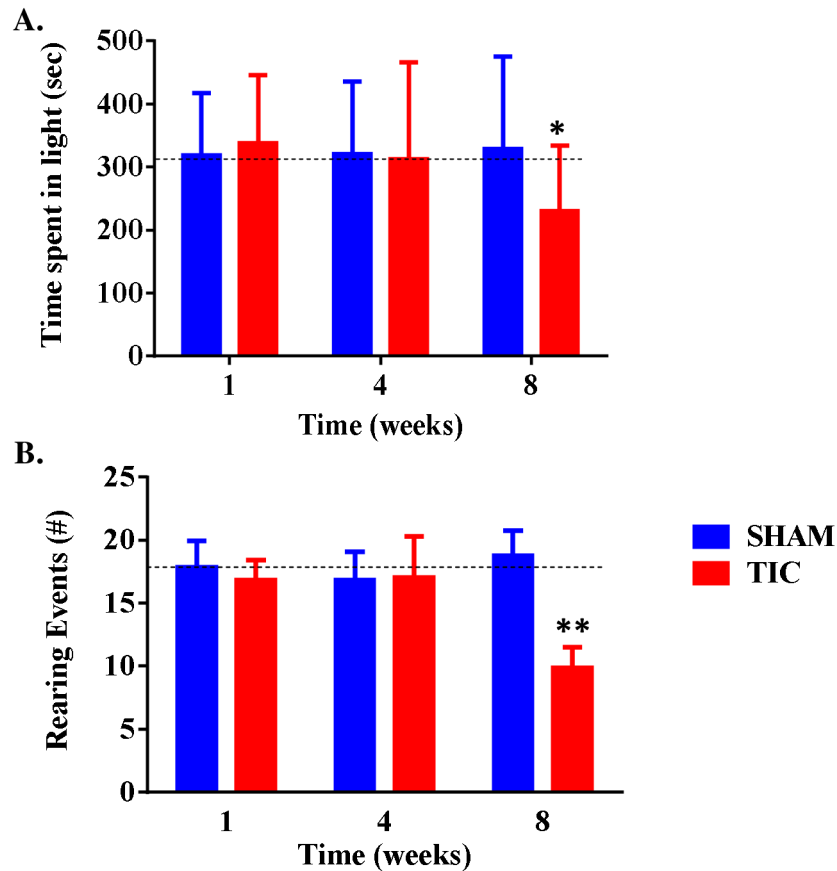 A.
Time spent in light (sec)
500
400
300
200
100
0
*
1 4 8
Time (weeks)
B.
Rearing Events (#)
25
20
15
10
5
0
**
1 4 8
Time (weeks)
SHAM
TIC